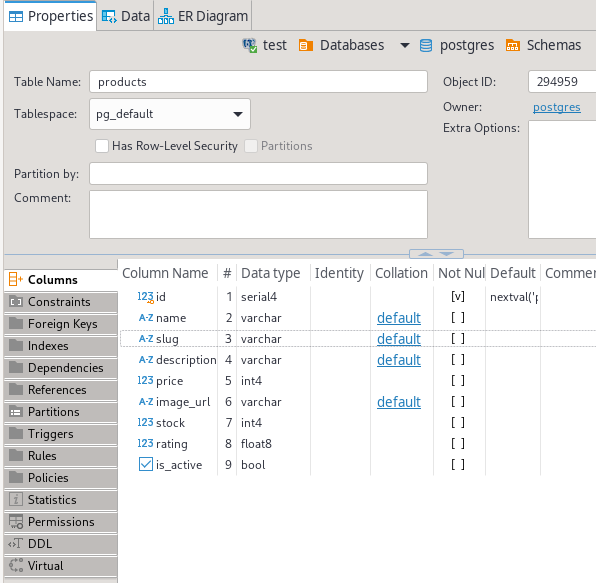 Properties Data ER Diagram
test Databases postgres Schemas
Table Name: products Object ID: 294959
Tablespace: pg_default Owner: postgres
Extra Options:
Has Row-Level Security Partitions
Partition by:
Comment:
Columns
Constraints
Foreign Keys
Indexes
Dependencies
References
Partitions
Triggers
Rules
Policies
Statistics
Permissions
DDL
Virtual
Column Name # Data type Identity Collation Not Nul Default Commen
123 id 1 serial4 [v] nextval('p
A-Z name 2 varchar default [ ]
A-Z slug 3 varchar default [ ]
A-Z description 4 varchar default [ ]
123 price 5 int4 [ ]
A-Z image_url 6 varchar default [ ]
123 stock 7 int4 [ ]
123 rating 8 float8 [ ]
is_active 9 bool [ ]